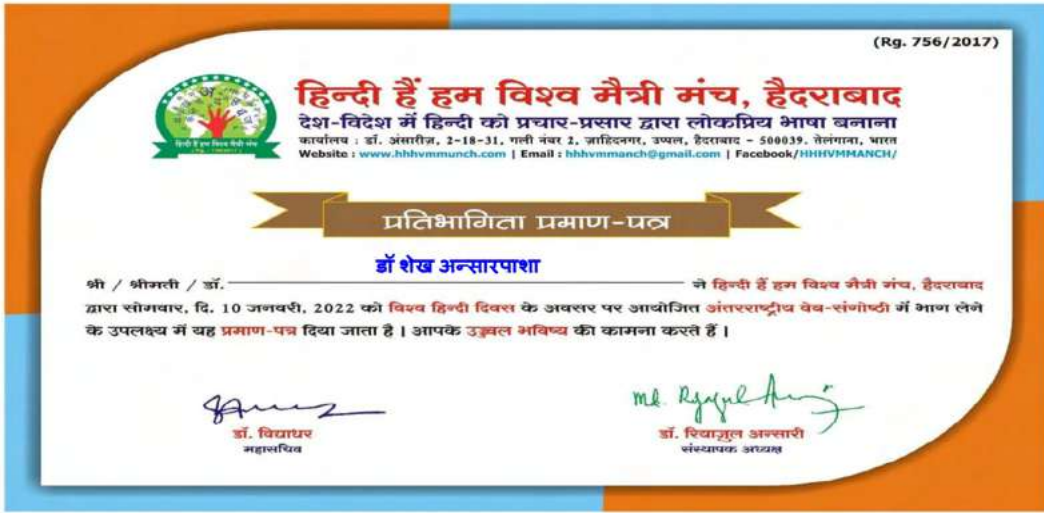 (Rg. 756/2017)
हिन्दी हैं हम विश्व मैत्री मंच, हैदराबाद
देश-विदेश में हिन्दी को प्रचार-प्रसार द्वारा लोकप्रिय भाषा बनाना
कार्यालय : डॉ. अंसारीज़, 2-18-31, गली नंबर 2, ज़ाहिदनगर, उप्पल, हैदराबाद - 500039. तेलंगाना, भारत
Website : www.hhhvmmunch.com | Email : hhhvmmanch@gmail.com | Facebook/HHHVMMANCH/
हिन्दी हैं हम विश्व मैत्री मंच
प्रतिभागिता प्रमाण-पत्र
डॉ शेख अन्सारपाशा
श्री / श्रीमती / डॉ. ने हिन्दी हैं हम विश्व मैत्री मंच, हैदराबाद
द्वारा सोमवार, दि. 10 जनवरी, 2022 को विश्व हिन्दी दिवस के अवसर पर आयोजित अंतरराष्ट्रीय वेब-संगोष्ठी में भाग लेने
के उपलक्ष्य में यह प्रमाण-पत्र दिया जाता है | आपके उज्ज्वल भविष्य की कामना करते हैं |
Md. Ryazul
डॉ. विद्याधर
महासचिव
डॉ. रियाज़ुल अन्सारी
संस्थापक अध्यक्ष